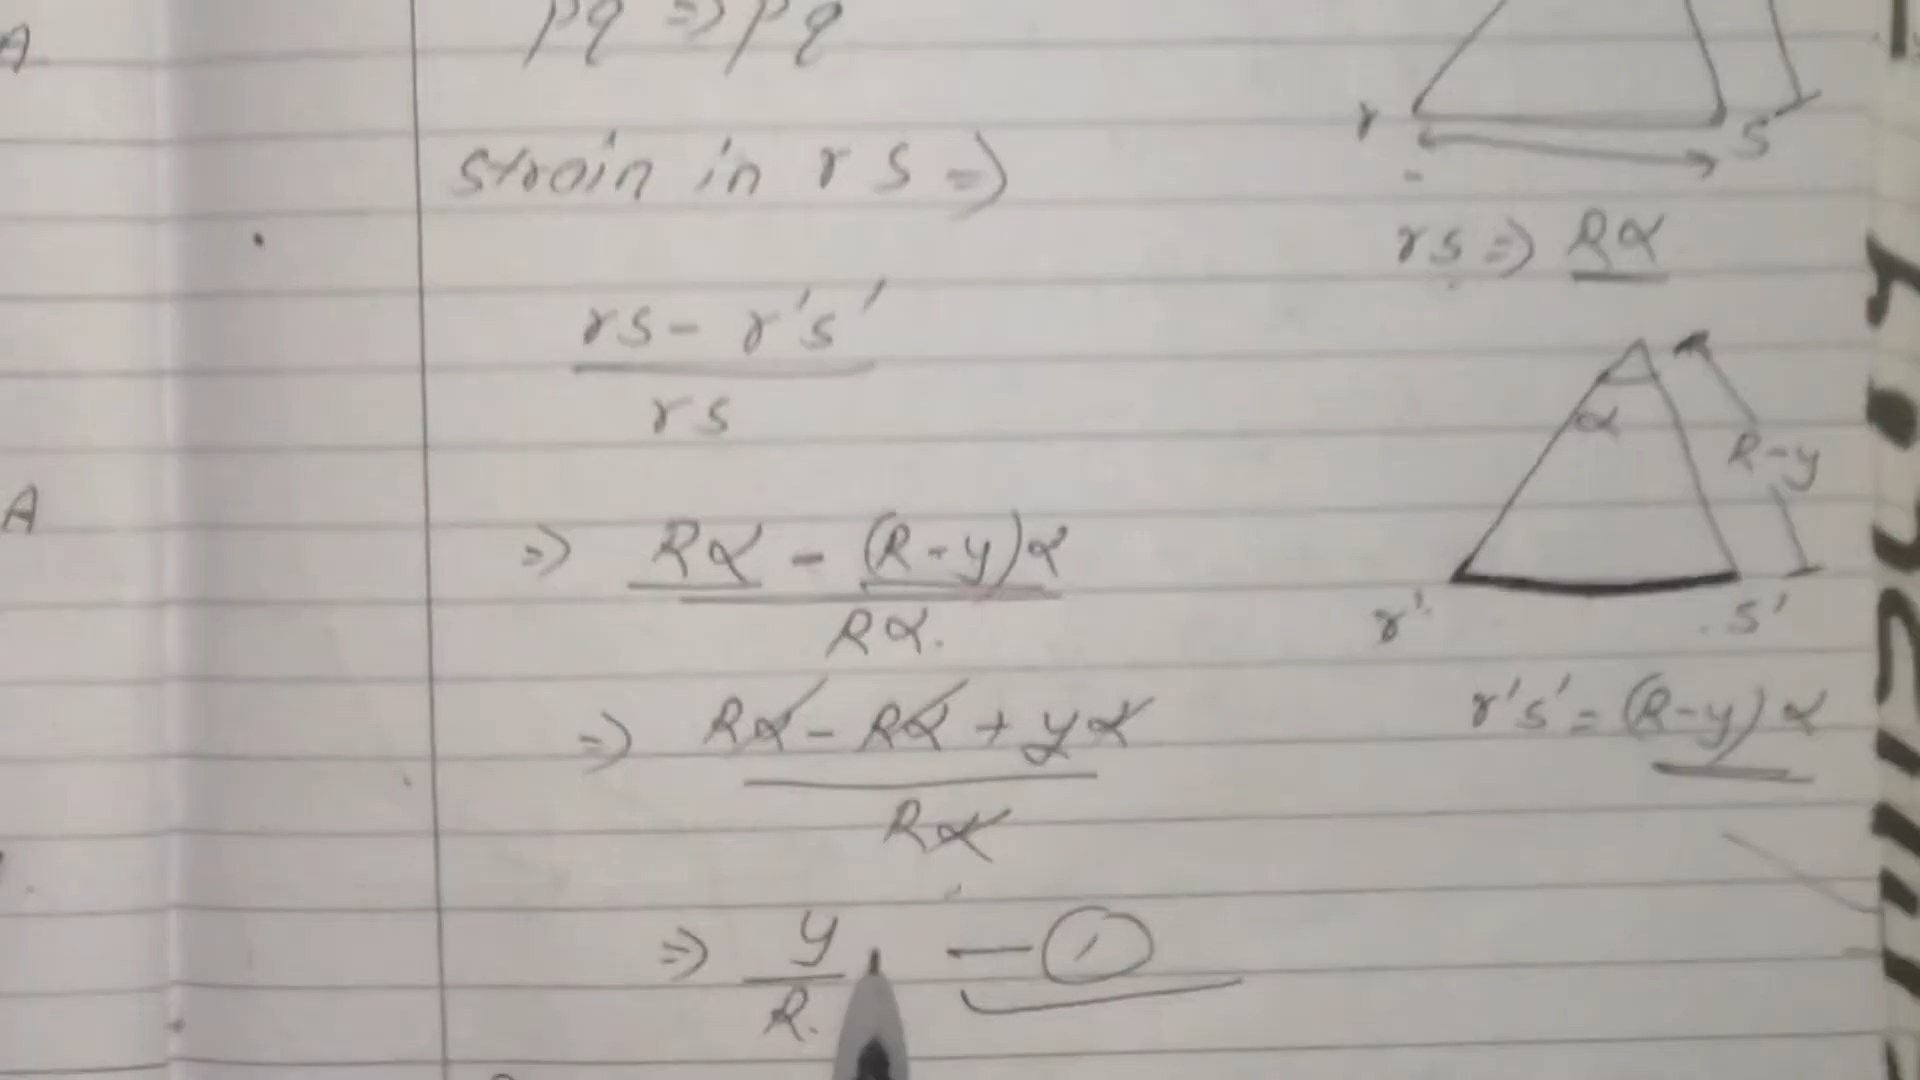 A
pq => pq
r
s
strain in rs =>
rs => Rα
rs - r's'
rs
α
R-y
A
=> Rα - (R-y)α
Rα.
r'
s'
=> Rα - Rα + yα
Rα
r's' = (R-y)α
=> y — 1
R.